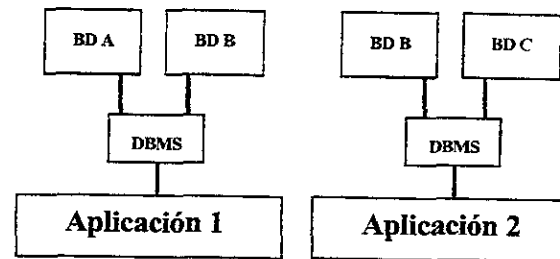 BD A
BD B
BD B
BD C
DBMS
DBMS
Aplicación 1
Aplicación 2